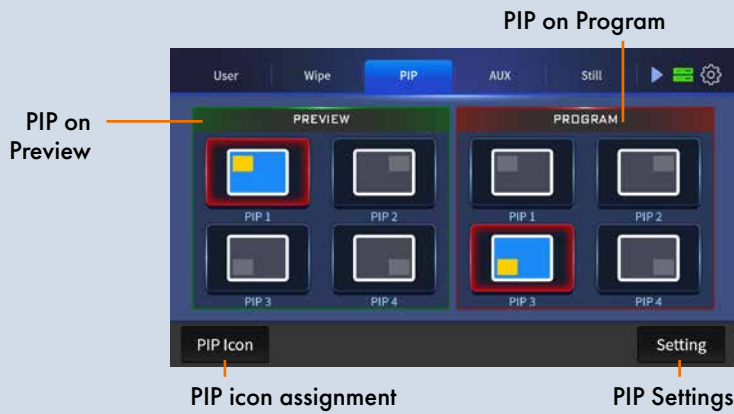 PIP on Program
User Wipe PIP AUX Still
PIP on
Preview
PREVIEW PROGRAM
PIP 1 PIP 2 PIP 1 PIP 2
PIP 3 PIP 4 PIP 3 PIP 4
PIP Icon Setting
PIP icon assignment PIP Settings